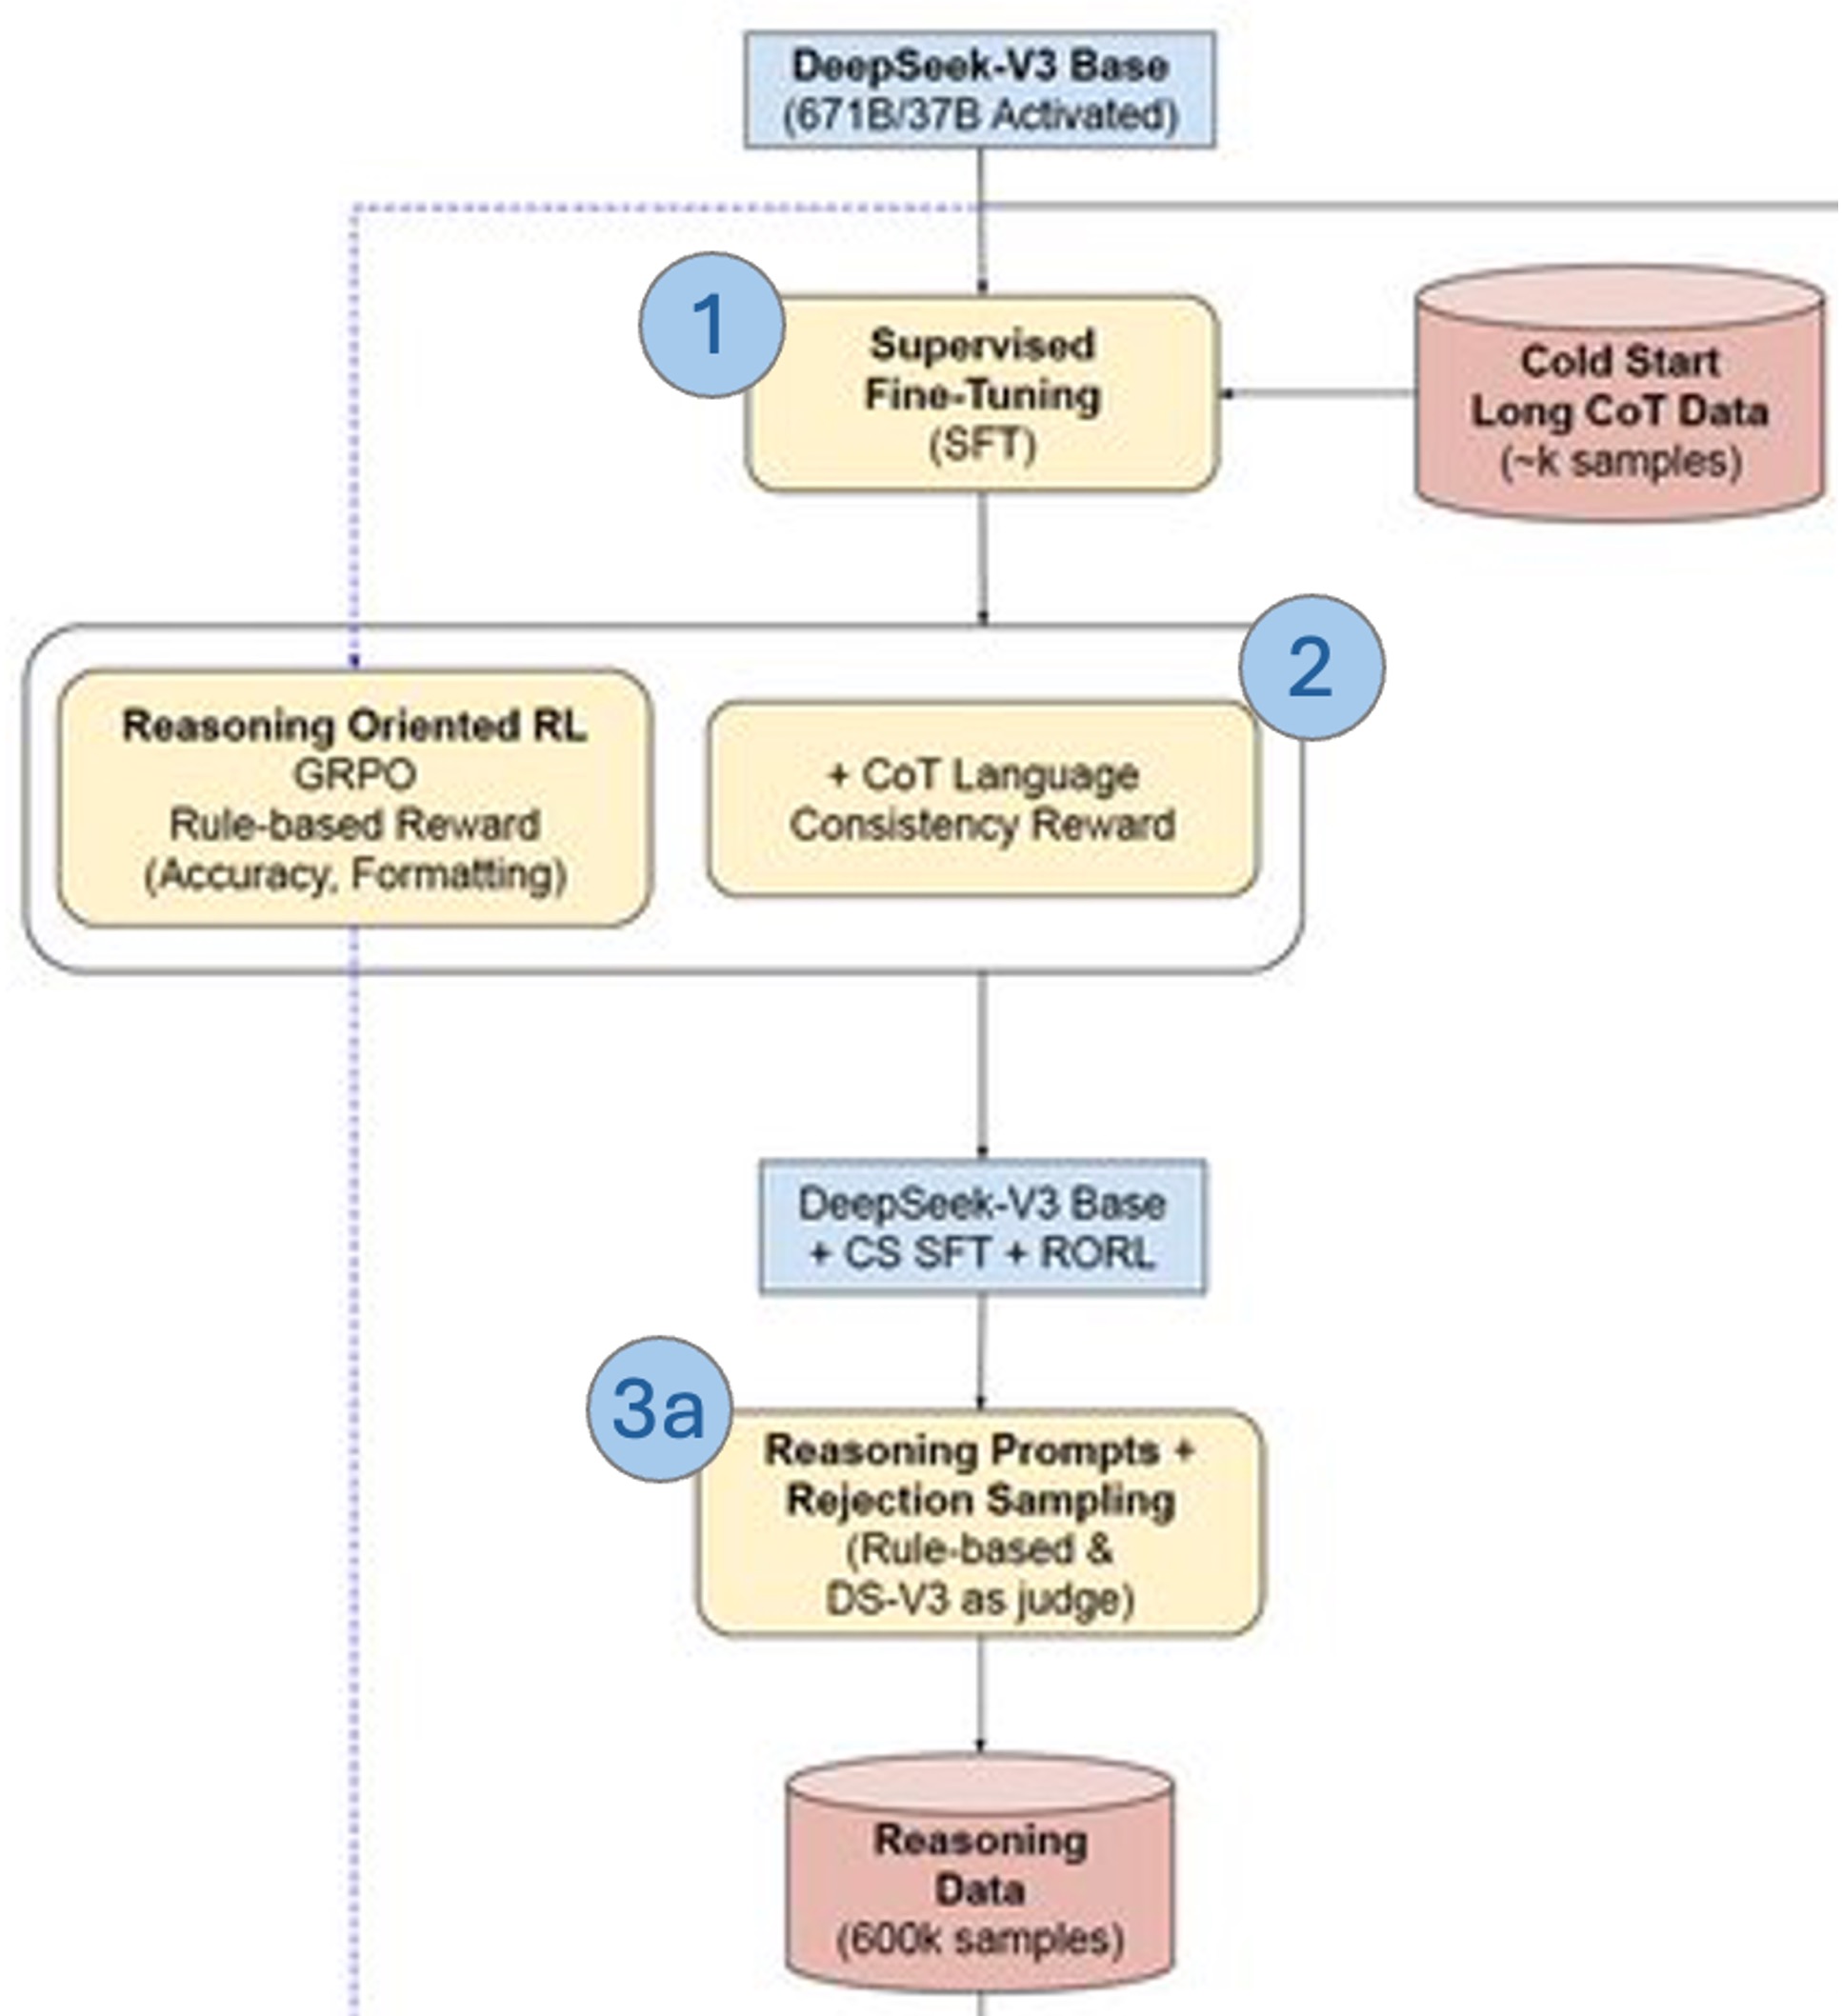 DeepSeek-V3 Base
(671B/37B Activated)
1
Supervised
Fine-Tuning
(SFT)
Cold Start
Long CoT Data
(~k samples)
2
Reasoning Oriented RL
GRPO
Rule-based Reward
(Accuracy, Formatting)
+ CoT Language
Consistency Reward
DeepSeek-V3 Base
+ CS SFT + RORL
3a
Reasoning Prompts +
Rejection Sampling
(Rule-based &
DS-V3 as judge)
Reasoning
Data
(600k samples)